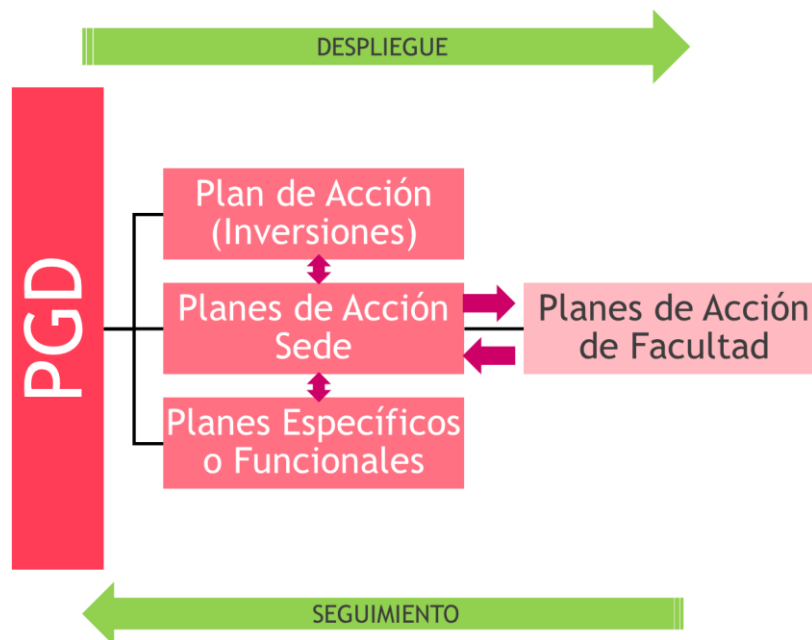 DESPLIEGUE
PGD
Plan de Acción
(Inversiones)
Planes de Acción
Sede
Planes Específicos
o Funcionales
Planes de Acción
de Facultad
SEGUIMIENTO